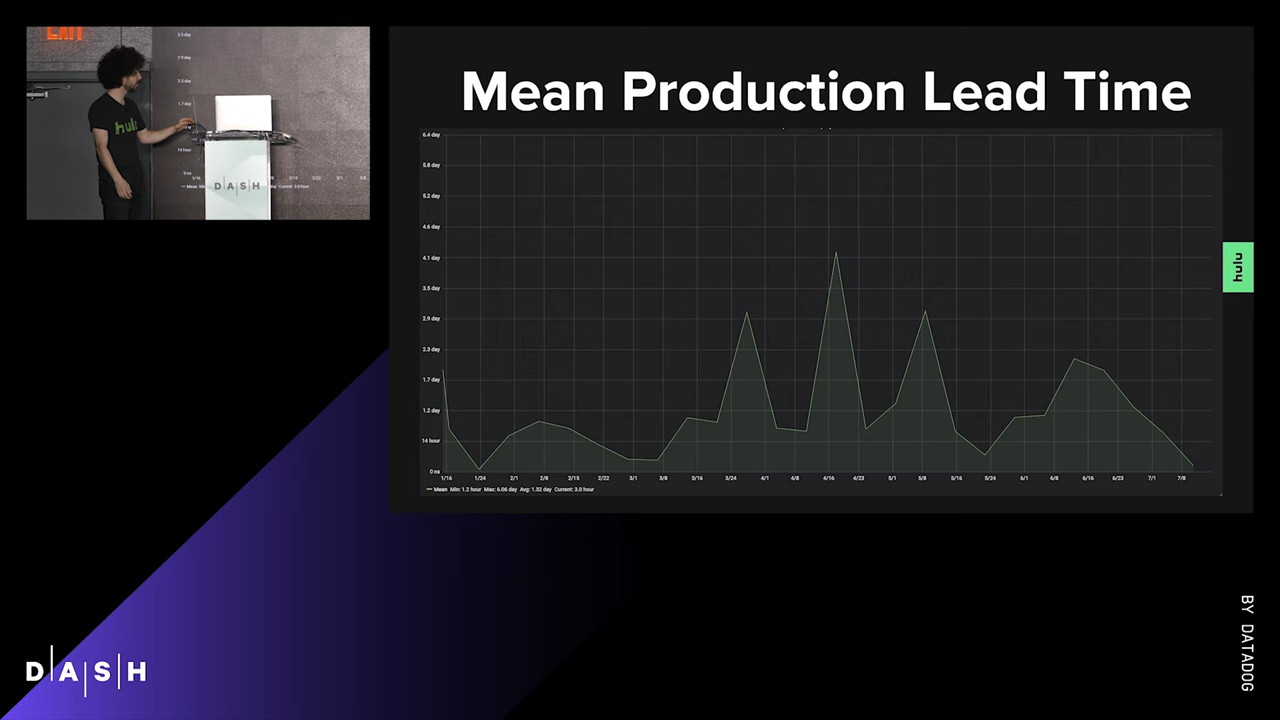 EXIT
hulu
D|A|S|H
Mean Production Lead Time
6.4 day
5.8 day
5.2 day
4.6 day
4.1 day
3.5 day
2.9 day
2.3 day
1.7 day
1.2 day
14 hour
0 ns
1/16 1/24 2/1 2/8 2/15 2/22 3/1 3/8 3/16 3/24 4/1 4/8 4/16 4/23 5/1 5/8 5/16 5/24 6/1 6/8 6/16 6/23 7/1 7/8
Mean Min: 1.2 hour Max: 6.06 day Avg: 1.32 day Current: 3.0 hour
hulu
D|A|S|H
BY DATADOG